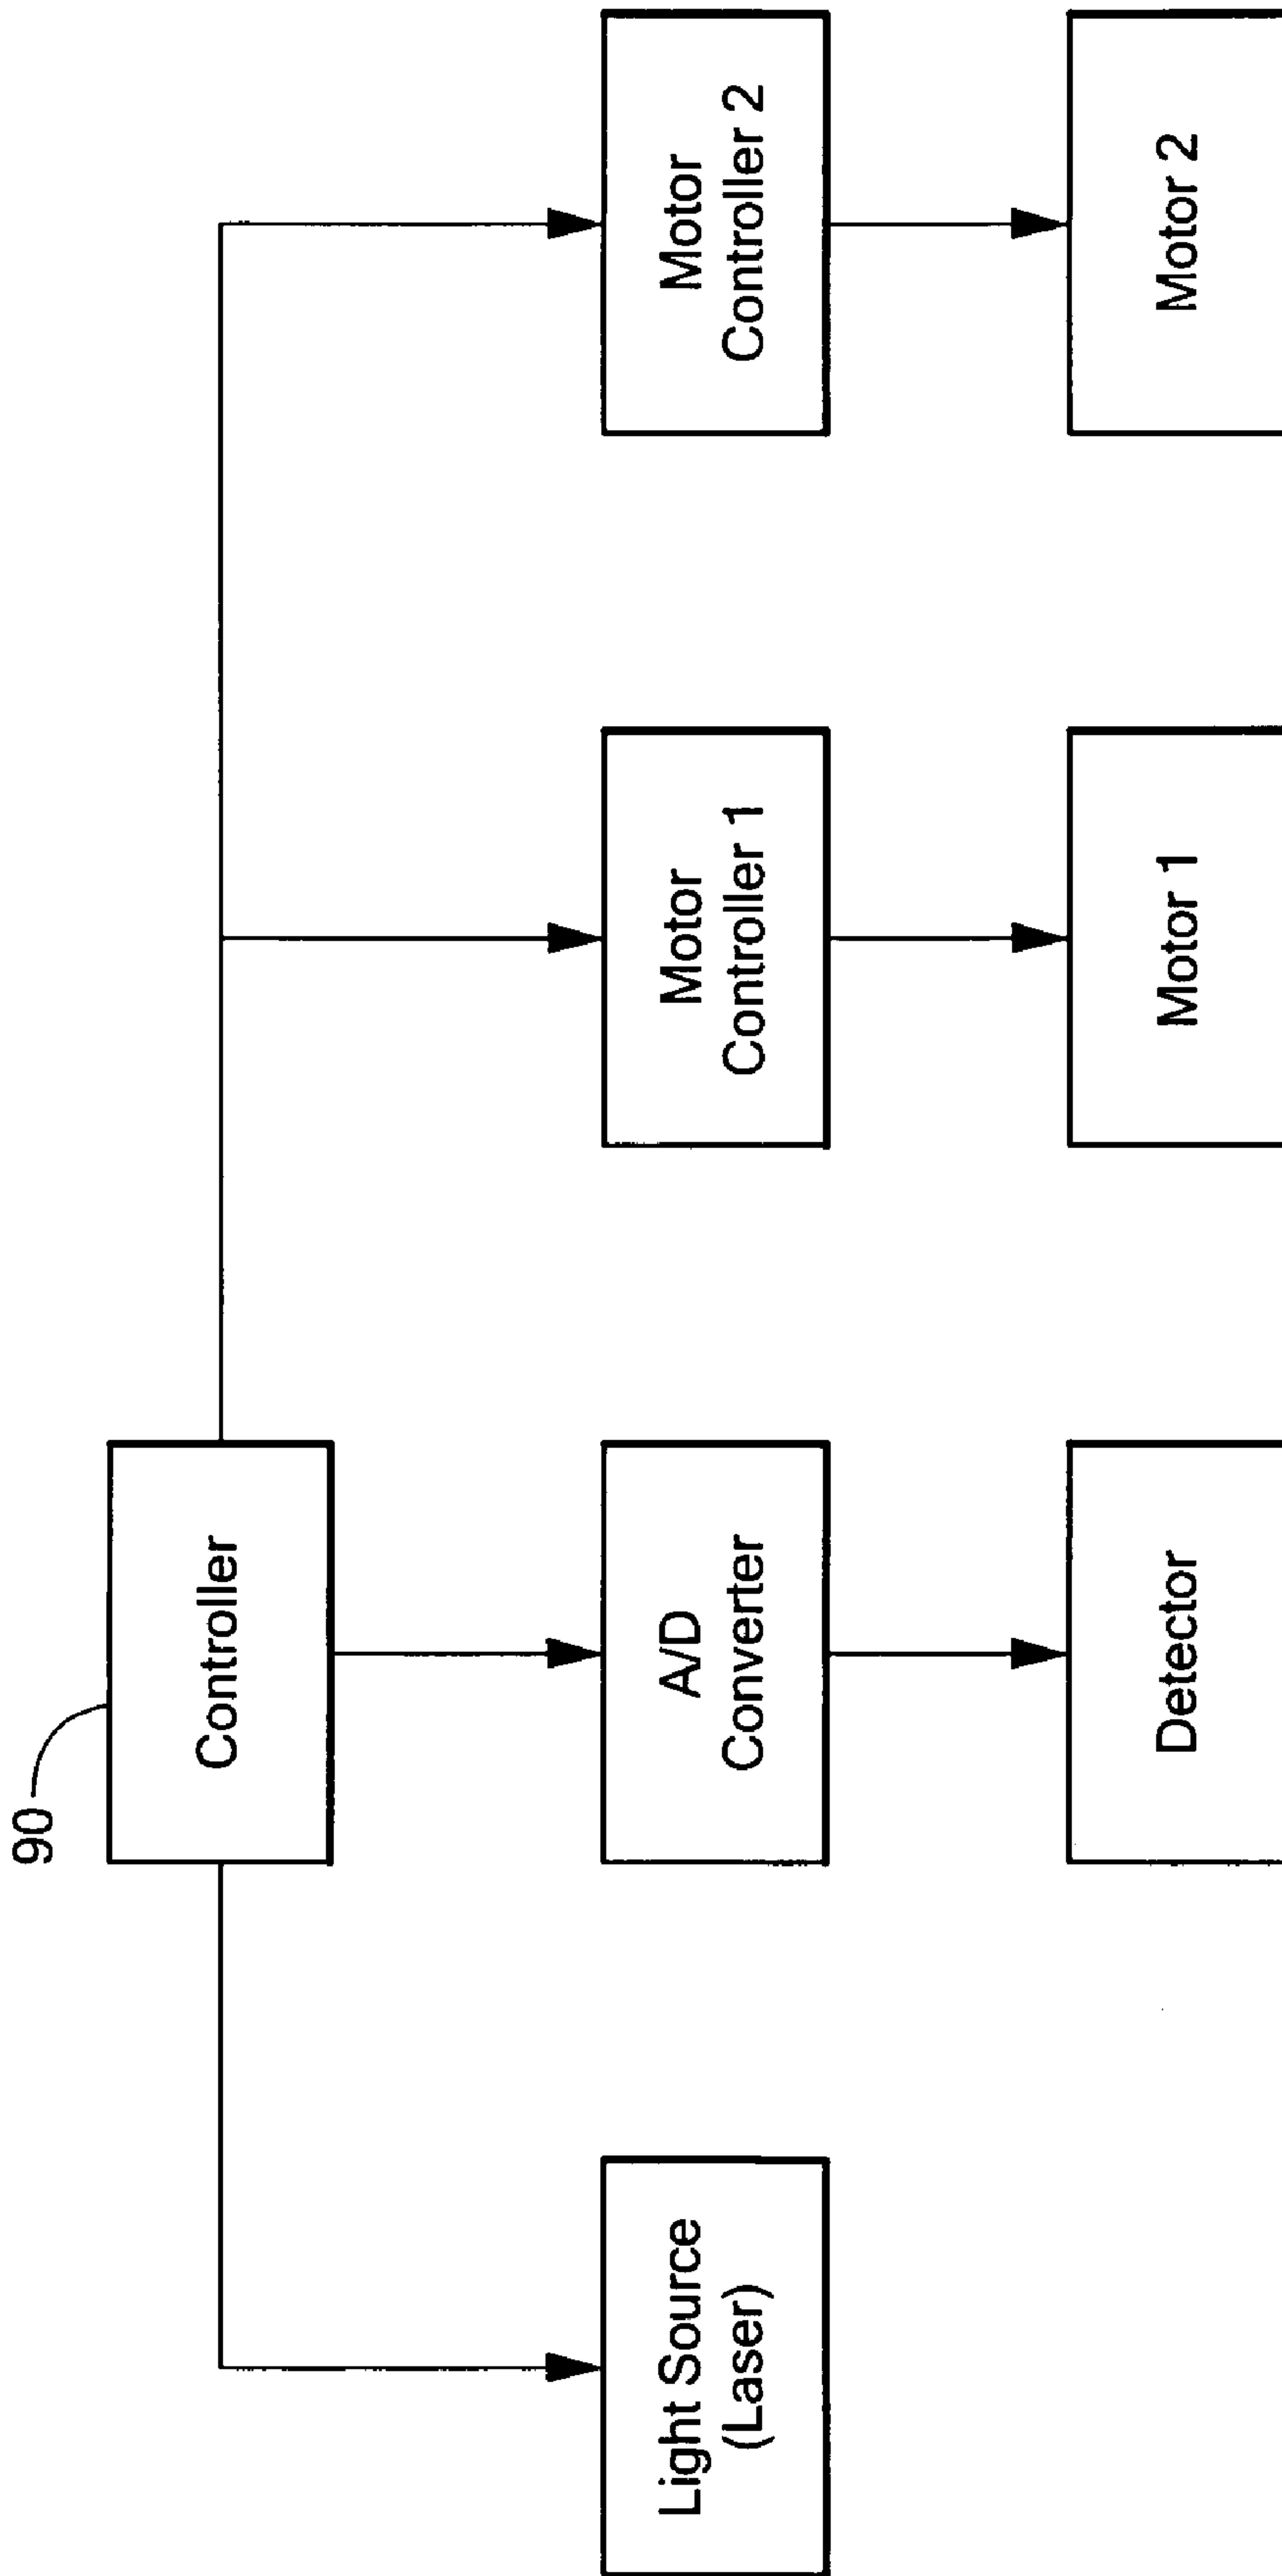 90
Controller
Light Source
(Laser)
A/D
Converter
Motor
Controller 1
Motor
Controller 2
Detector
Motor 1
Motor 2